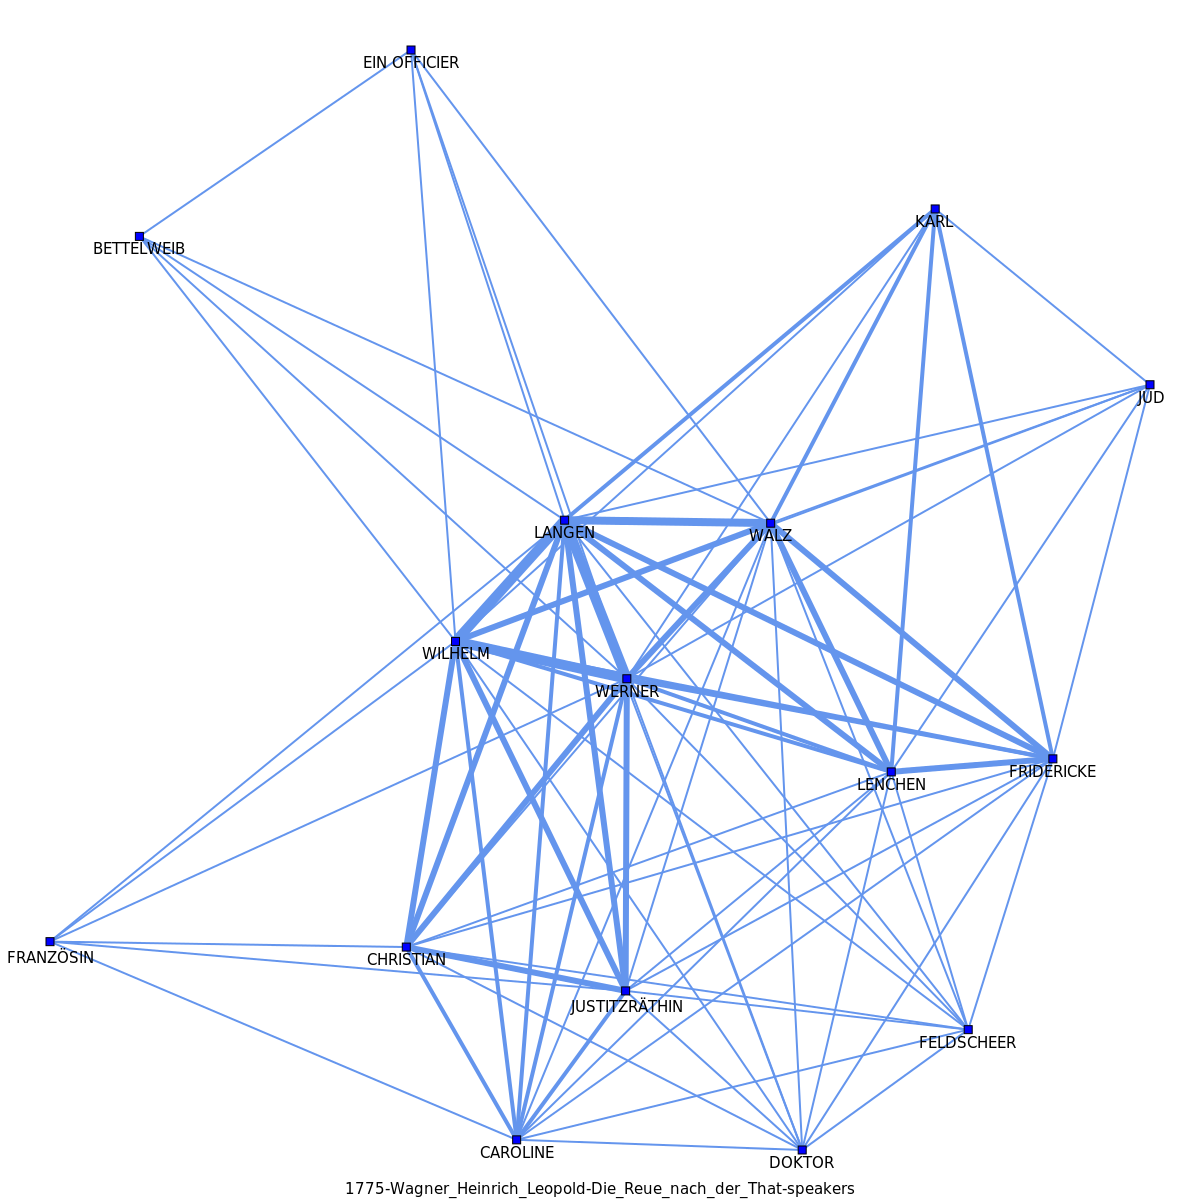 EIN OFFICIER
KARL
BETTELWEIB
JUD
LANGEN
WALZ
WILHELM
WERNER
FRIDERICKE
LENCHEN
FRANZÖSIN
CHRISTIAN
JUSTITZRÄTHIN
FELDSCHEER
CAROLINE
DOKTOR
1775-Wagner_Heinrich_Leopold-Die_Reue_nach_der_That-speakers